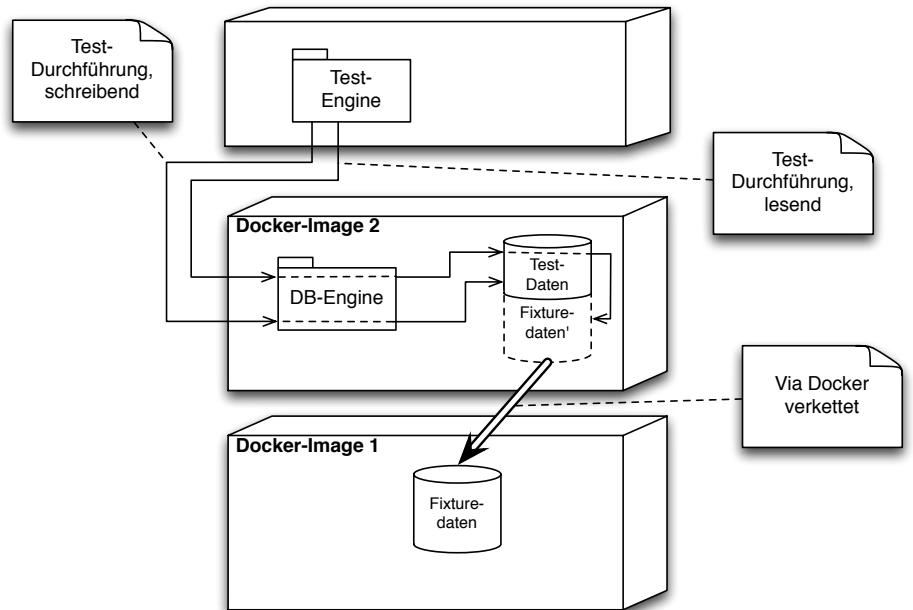 Test-
Durchführung,
schreibend
Test-
Engine
Test-
Durchführung,
lesend
Docker-Image 2
DB-Engine
Test-
Daten
Fixture-
daten'
Via Docker
verkettet
Docker-Image 1
Fixture-
daten